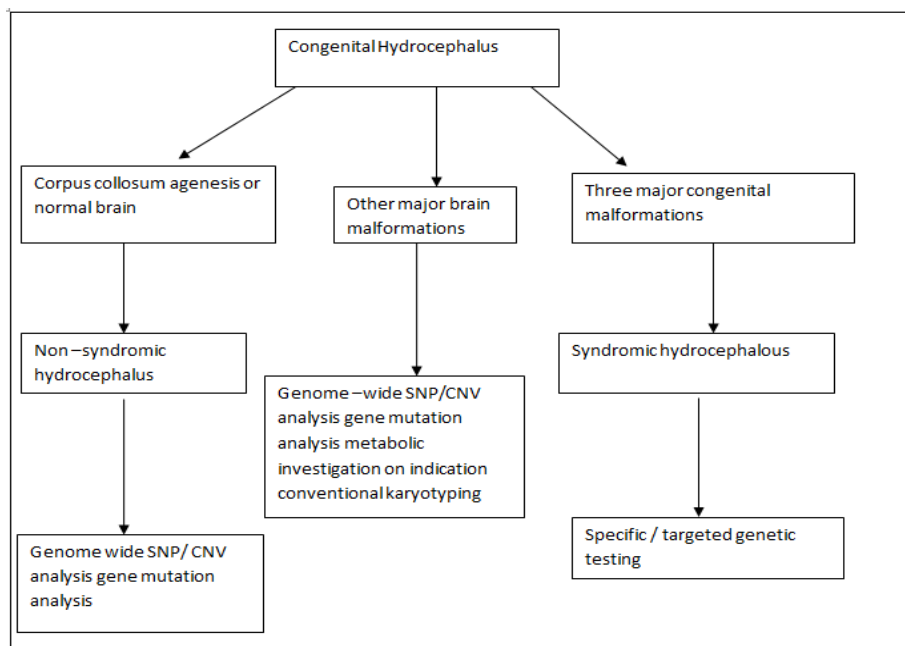 Congenital Hydrocephalus
Corpus collosum agenesis or
normal brain
Other major brain
malformations
Three major congenital
malformations
Non –syndromic
hydrocephalus
Genome –wide SNP/CNV
analysis gene mutation
analysis metabolic
investigation on indication
conventional karyotyping
Syndromic hydrocephalous
Genome wide SNP/ CNV
analysis gene mutation
analysis
Specific / targeted genetic
testing